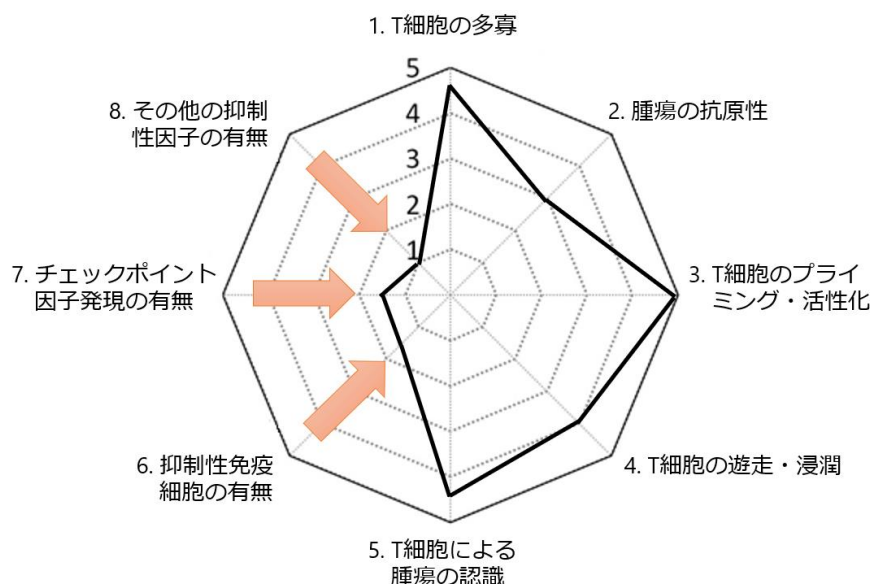 1. T細胞の多寡
2. 腫瘍の抗原性
3. T細胞のプライ
ミング・活性化
4. T細胞の遊走・浸潤
5. T細胞による
腫瘍の認識
6. 抑制性免疫
細胞の有無
7. チェックポイント
因子発現の有無
8. その他の抑制
性因子の有無
5
4
3
2
1